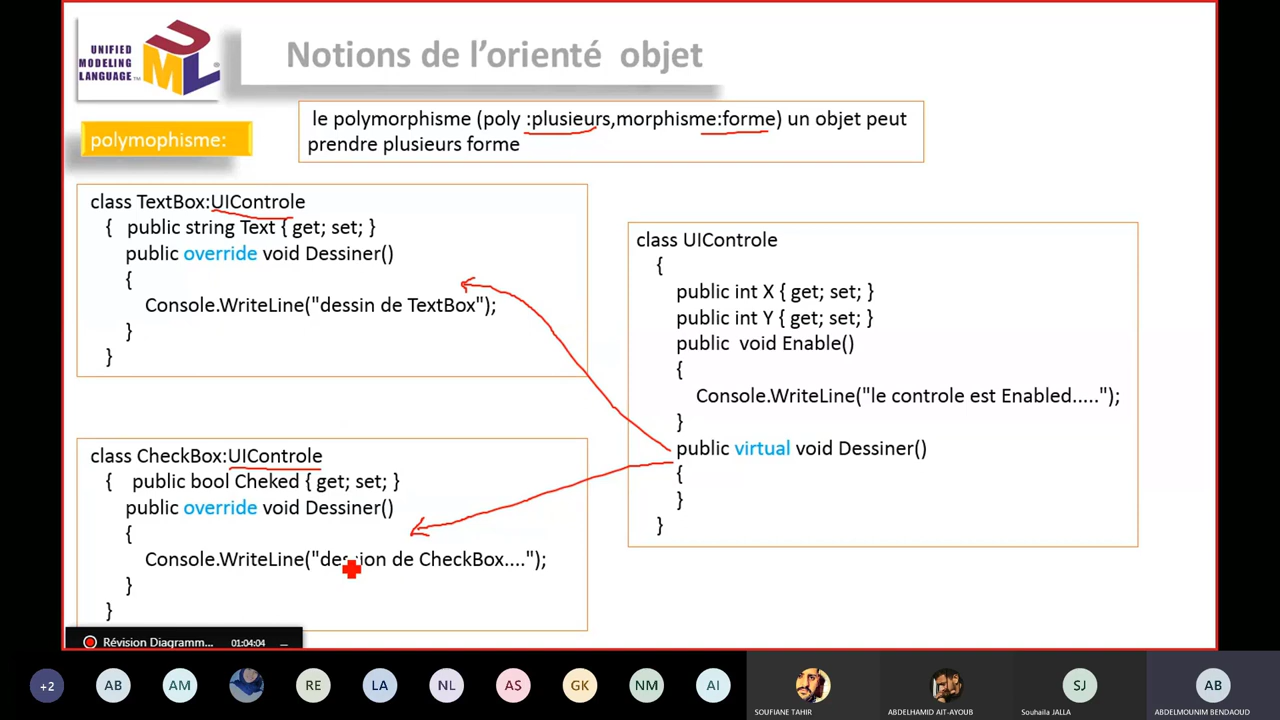 UNIFIED
MODELING
LANGUAGE™
UML®
Notions de l’orienté objet
polymophisme:
le polymorphisme (poly :plusieurs,morphisme:forme) un objet peut
prendre plusieurs forme
class TextBox:UIControle
{ public string Text { get; set; }
public override void Dessiner()
{
Console.WriteLine("dessin de TextBox");
}
}
class CheckBox:UIControle
{ public bool Cheked { get; set; }
public override void Dessiner()
{
Console.WriteLine(" de CheckBox....");
}
}
class UIControle
{
public int X { get; set; }
public int Y { get; set; }
public void Enable()
{
Console.WriteLine("le controle est Enabled.....");
}
public virtual void Dessiner()
{
}
}
Révision Diagramm... 01:04:04
+2 AB AM RE LA NL AS GK NM AI SJ AB
SOUFIANE TAHIR ABDELHAMID AIT-AYOUB Souhaila JALLA ABDELMOUNIM BENDAOUD